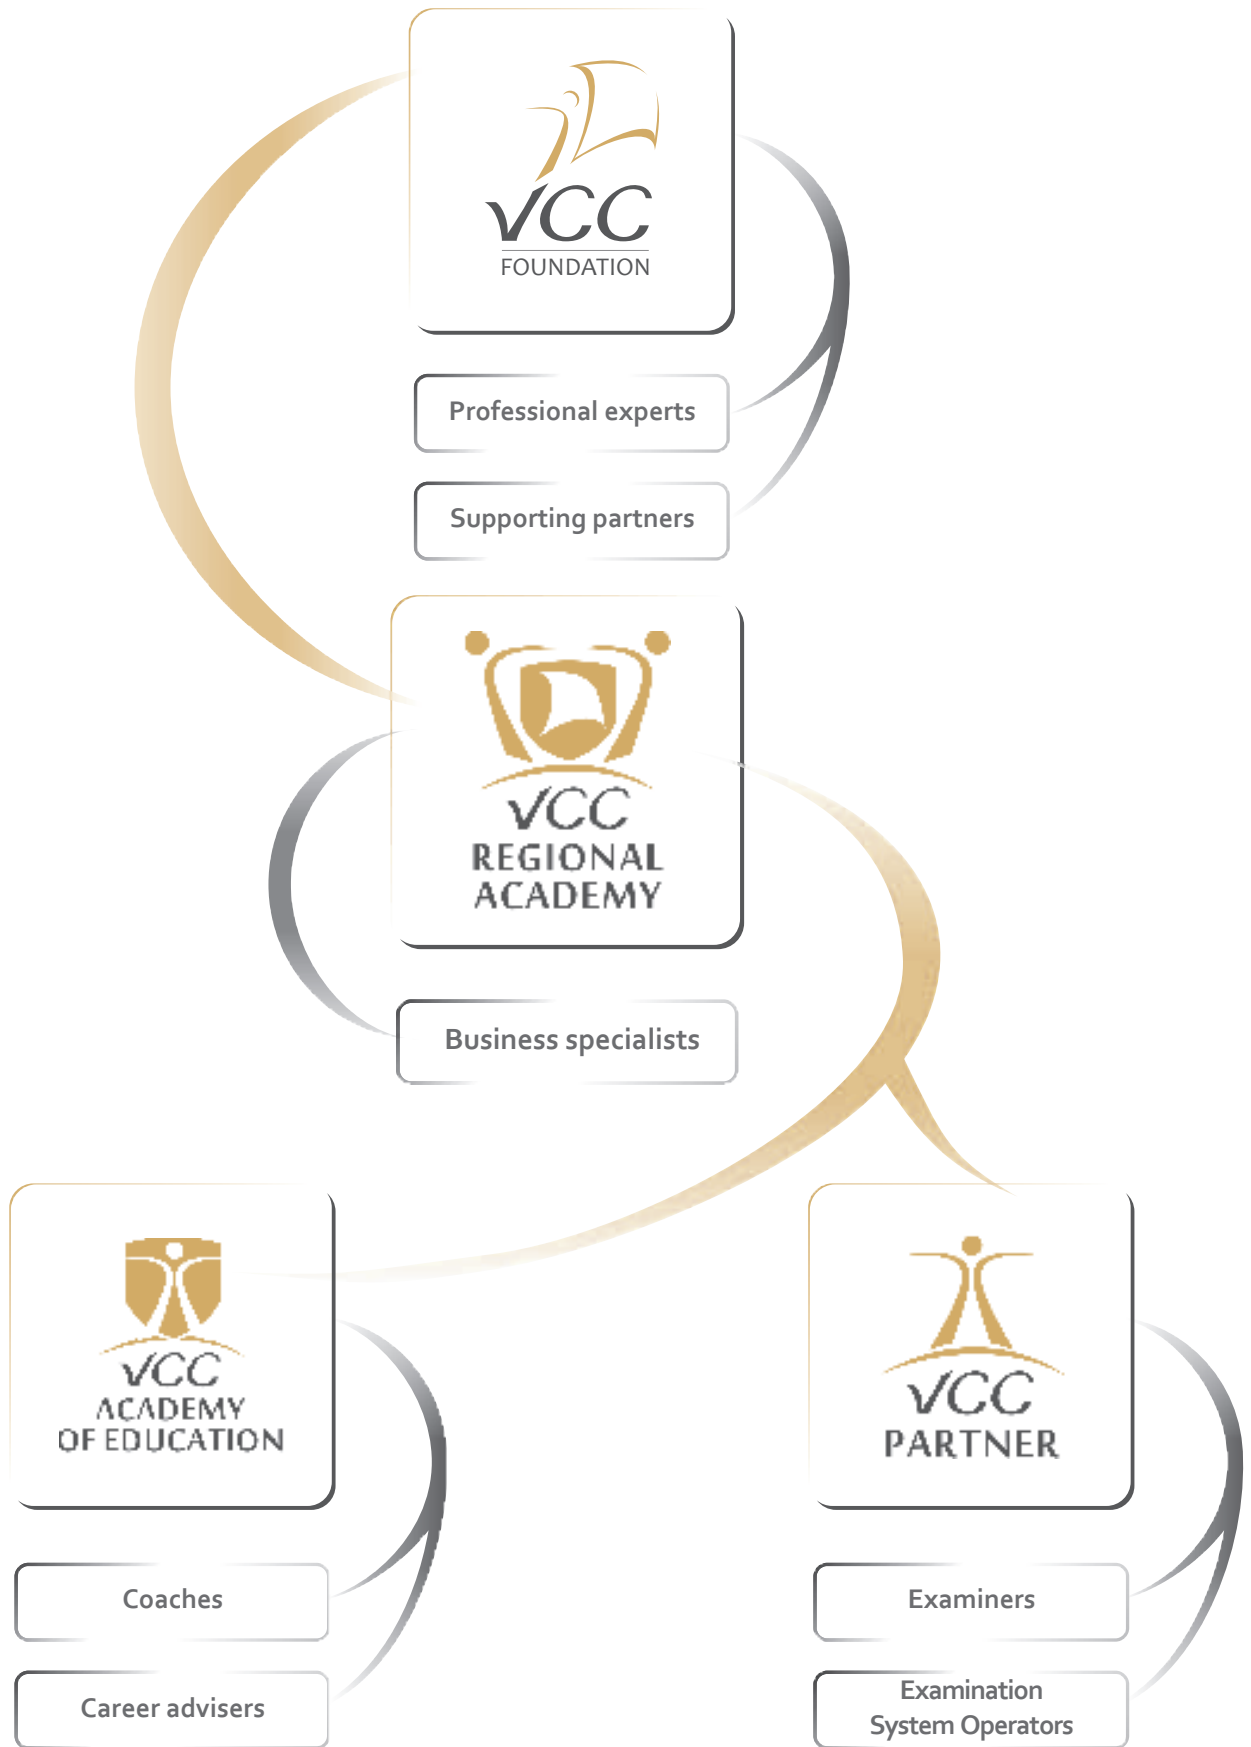 VCC
FOUNDATION
Professional experts
Supporting partners
VCC
REGIONAL
ACADEMY
Business specialists
VCC
ACADEMY
OF EDUCATION
Coaches
Career advisers
VCC
PARTNER
Examiners
Examination
System Operators